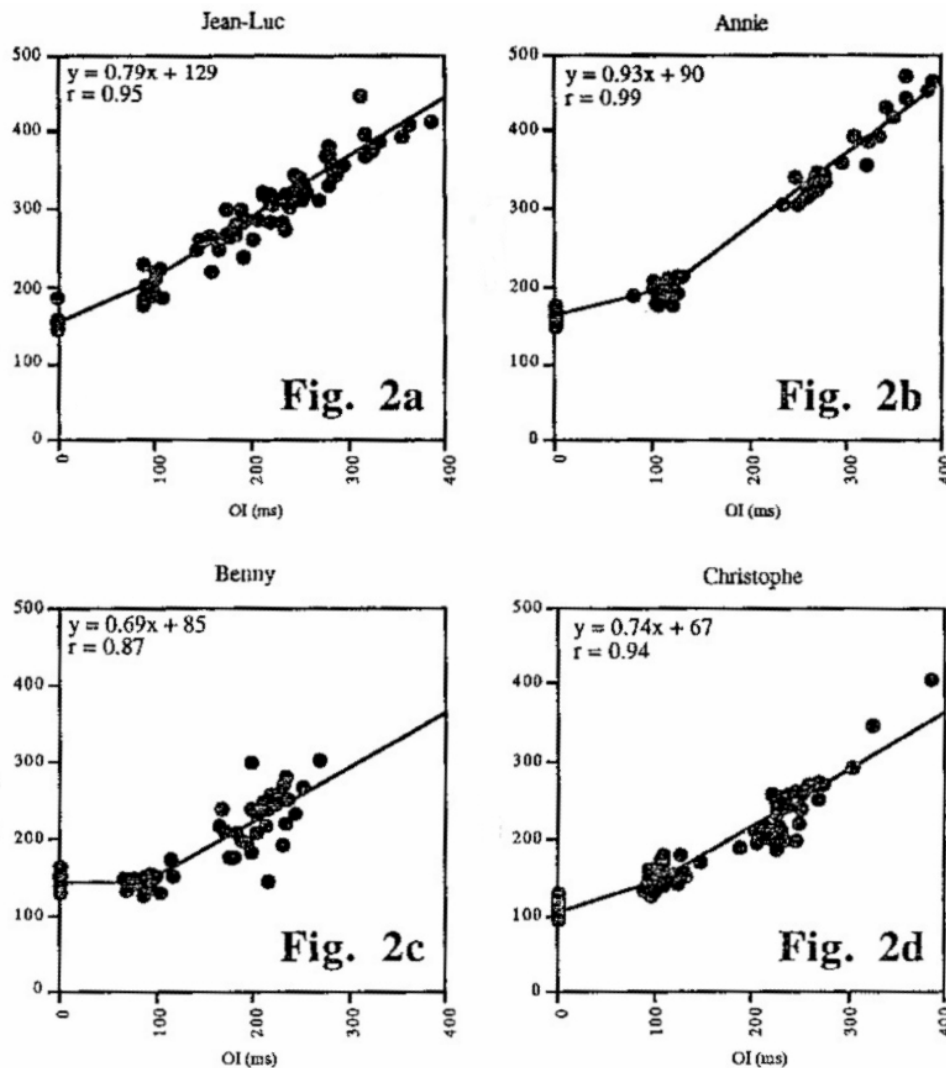 Jean-Luc
500
400
300
200
100
0
y = 0.79x + 129
r = 0.95
Fig. 2a
0
100
200
300
400
OI (ms)
Annie
500
400
300
200
100
0
y = 0.93x + 90
r = 0.99
Fig. 2b
0
100
200
300
400
OI (ms)
Benny
500
400
300
200
100
0
y = 0.69x + 85
r = 0.87
Fig. 2c
0
100
200
300
400
OI (ms)
Christophe
500
400
300
200
100
0
y = 0.74x + 67
r = 0.94
Fig. 2d
0
100
200
300
400
OI (ms)